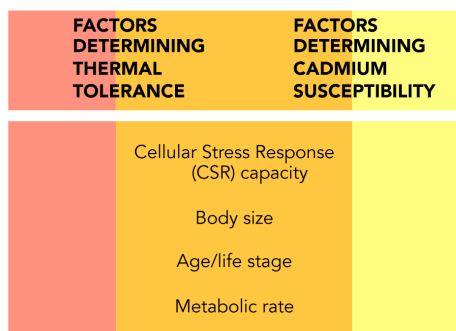 FACTORS
DETERMINING
THERMAL
TOLERANCE
FACTORS
DETERMINING
CADMIUM
SUSCEPTIBILITY
Cellular Stress Response
(CSR) capacity
Body size
Age/life stage
Metabolic rate